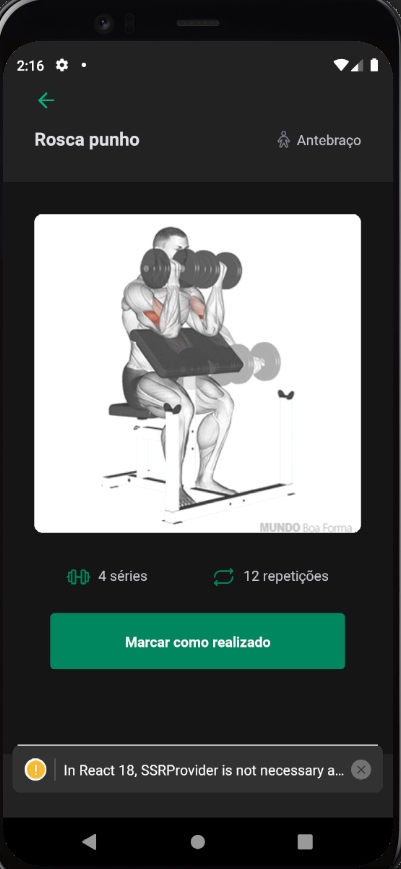 2:16
Rosca punho
Antebraço
MUNDO Boa Forma
4 séries
12 repetições
Marcar como realizado
! In React 18, SSRProvider is not necessary a...